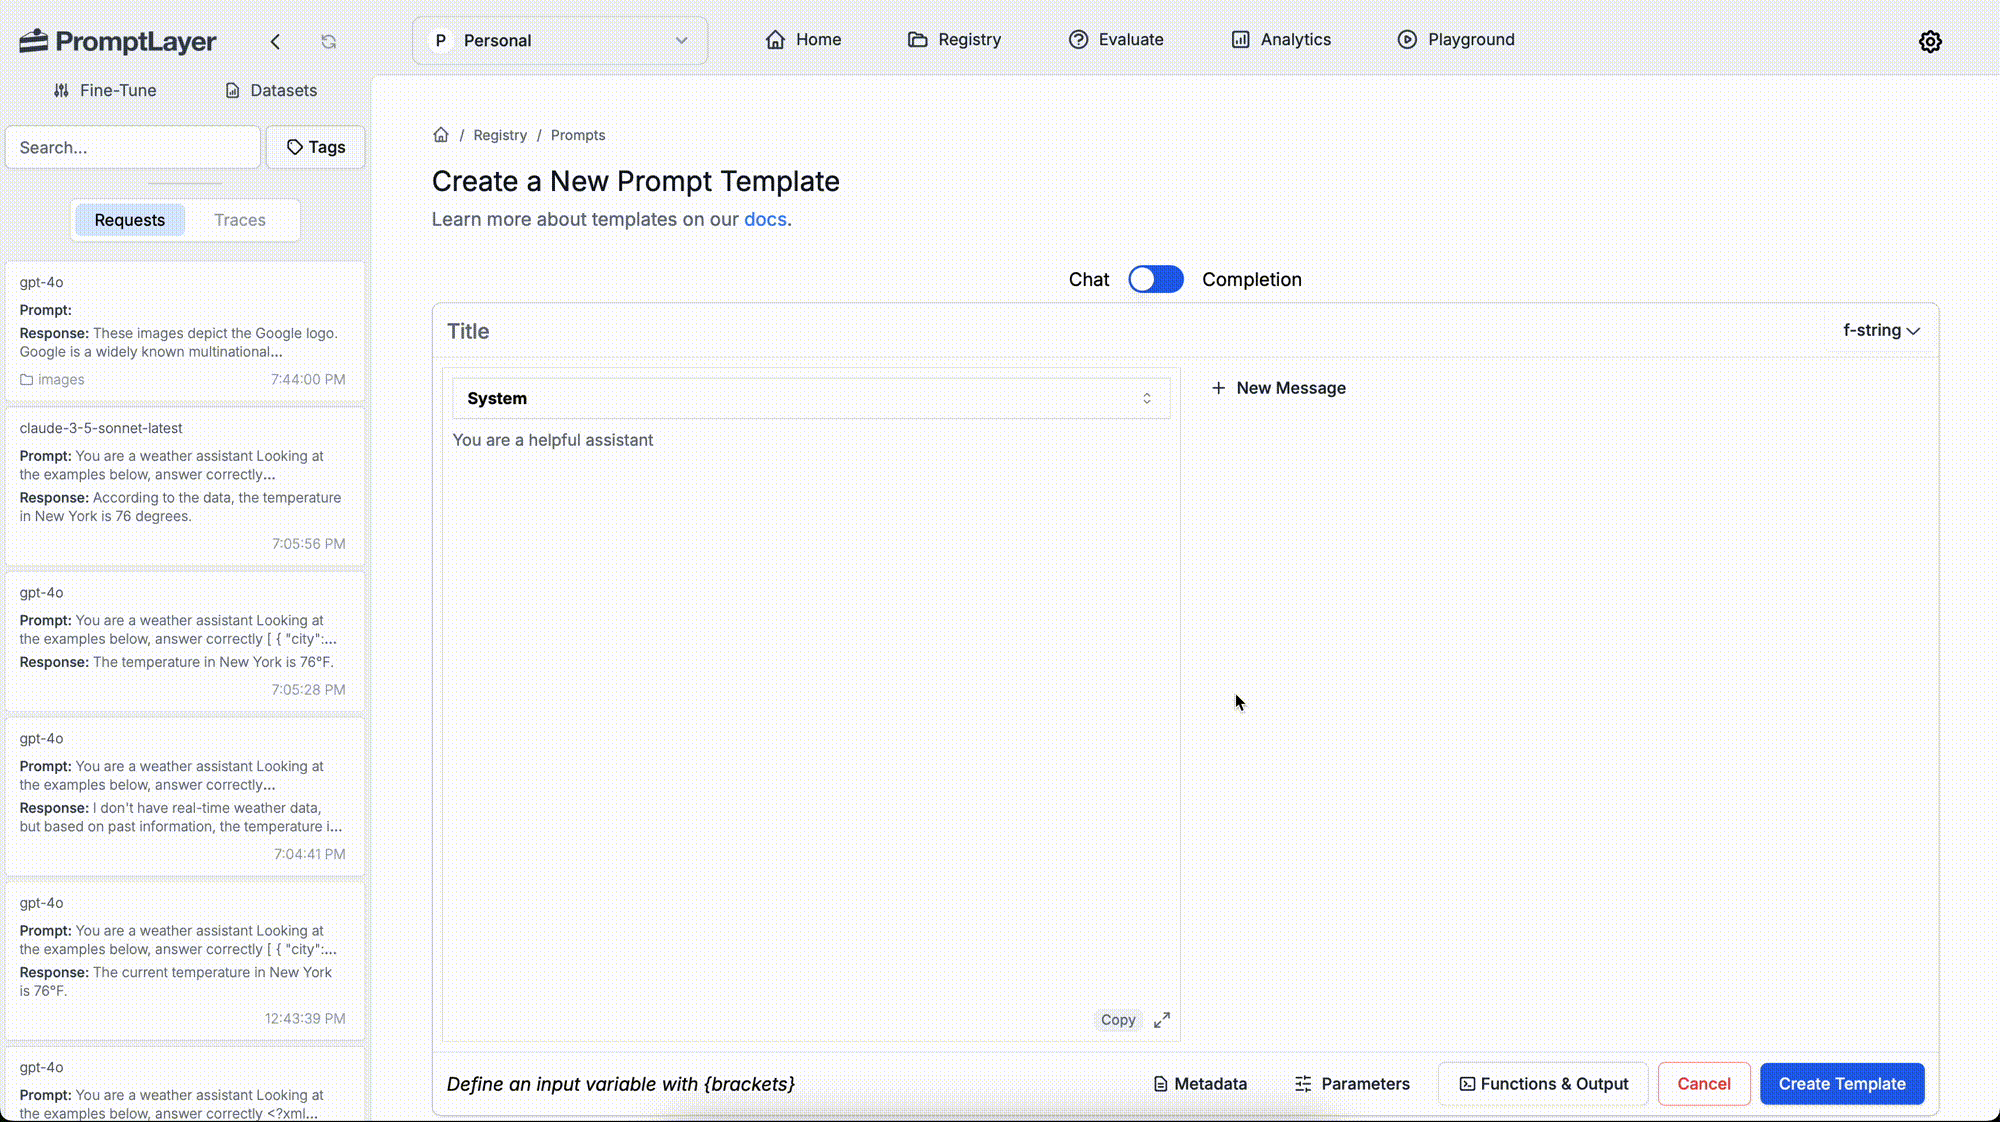 PromptLayer
P Personal
Home
Registry
Evaluate
Analytics
Playground
Fine-Tune
Datasets
Search...
Tags
Requests
Traces
gpt-4o
Prompt:
Response: These images depict the Google logo.
Google is a widely known multinational...
images
7:44:00 PM
claude-3-5-sonnet-latest
Prompt: You are a weather assistant Looking at
the examples below, answer correctly...
Response: According to the data, the temperature
in New York is 76 degrees.
7:05:56 PM
gpt-4o
Prompt: You are a weather assistant Looking at
the examples below, answer correctly [ { "city":...
Response: The temperature in New York is 76°F.
7:05:28 PM
gpt-4o
Prompt: You are a weather assistant Looking at
the examples below, answer correctly...
Response: I don't have real-time weather data,
but based on past information, the temperature i...
7:04:41 PM
gpt-4o
Prompt: You are a weather assistant Looking at
the examples below, answer correctly [ { "city":...
Response: The current temperature in New York
is 76°F.
12:43:39 PM
gpt-4o
Prompt: You are a weather assistant Looking at
the examples below, answer correctly <?xml...
/ Registry / Prompts
Create a New Prompt Template
Learn more about templates on our docs.
Chat
Completion
Title
f-string
System
You are a helpful assistant
+ New Message
Copy
Define an input variable with {brackets}
Metadata
Parameters
Functions & Output
Cancel
Create Template